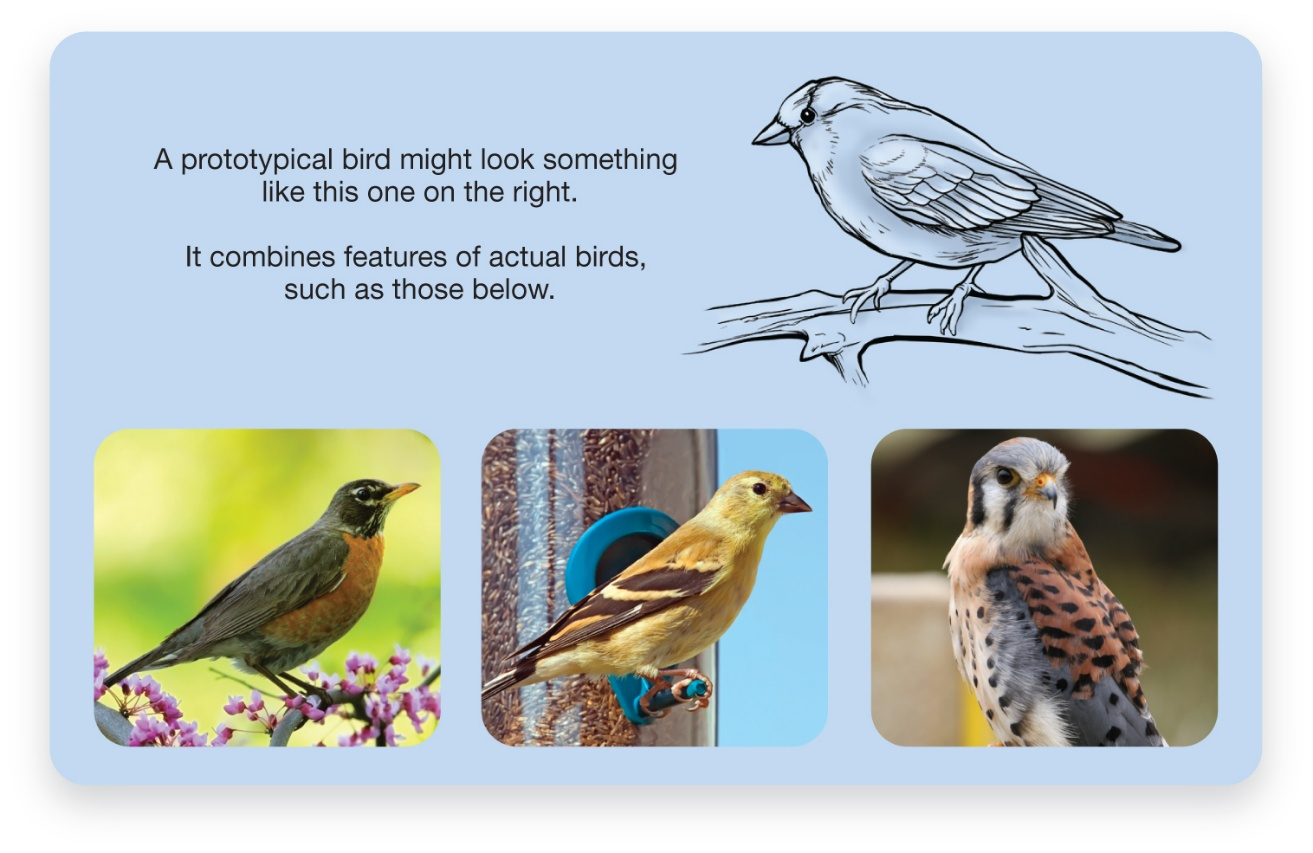 A prototypical bird might look something
like this one on the right.
It combines features of actual birds,
such as those below.